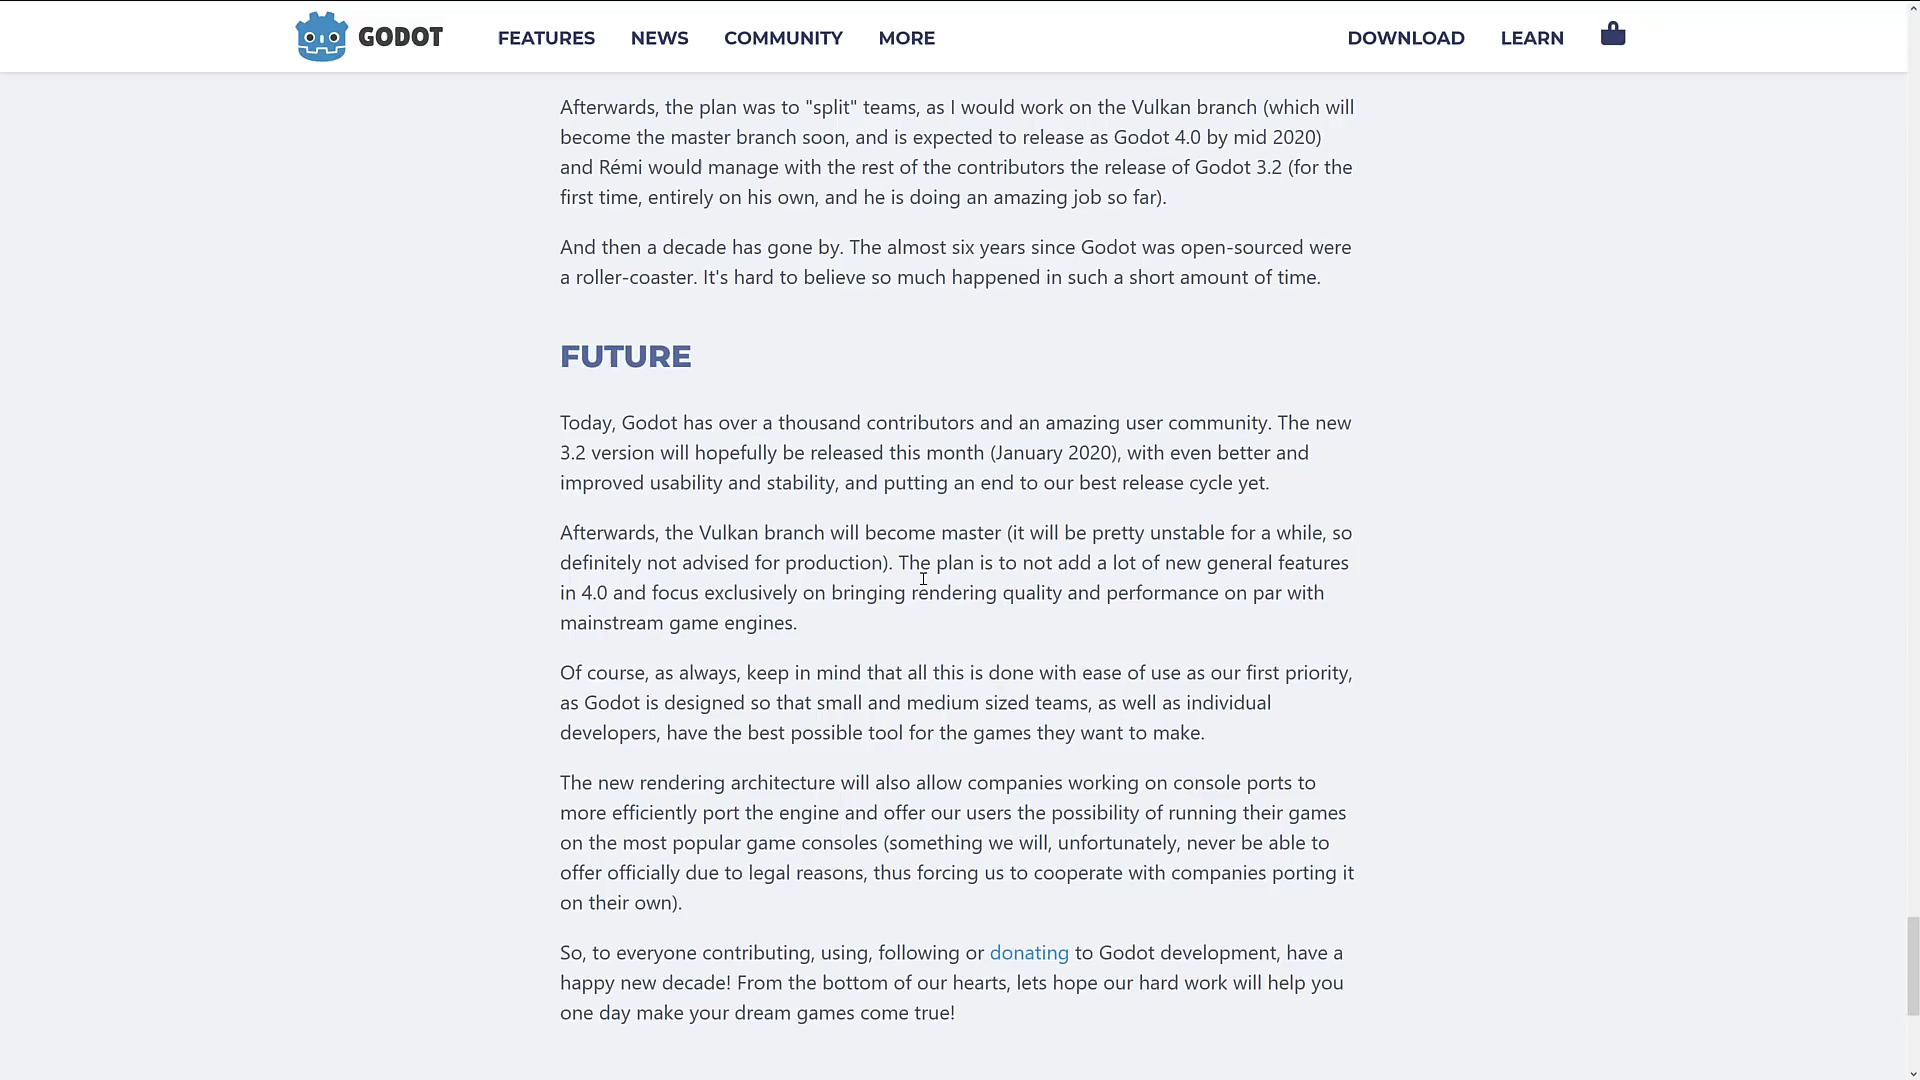 GODOT
FEATURES NEWS COMMUNITY MORE DOWNLOAD LEARN
Afterwards, the plan was to "split" teams, as I would work on the Vulkan branch (which will
become the master branch soon, and is expected to release as Godot 4.0 by mid 2020)
and Rémi would manage with the rest of the contributors the release of Godot 3.2 (for the
first time, entirely on his own, and he is doing an amazing job so far).
And then a decade has gone by. The almost six years since Godot was open-sourced were
a roller-coaster. It's hard to believe so much happened in such a short amount of time.
FUTURE
Today, Godot has over a thousand contributors and an amazing user community. The new
3.2 version will hopefully be released this month (January 2020), with even better and
improved usability and stability, and putting an end to our best release cycle yet.
Afterwards, the Vulkan branch will become master (it will be pretty unstable for a while, so
definitely not advised for production). The plan is to not add a lot of new general features
in 4.0 and focus exclusively on bringing rendering quality and performance on par with
mainstream game engines.
Of course, as always, keep in mind that all this is done with ease of use as our first priority,
as Godot is designed so that small and medium sized teams, as well as individual
developers, have the best possible tool for the games they want to make.
The new rendering architecture will also allow companies working on console ports to
more efficiently port the engine and offer our users the possibility of running their games
on the most popular game consoles (something we will, unfortunately, never be able to
offer officially due to legal reasons, thus forcing us to cooperate with companies porting it
on their own).
So, to everyone contributing, using, following or donating to Godot development, have a
happy new decade! From the bottom of our hearts, lets hope our hard work will help you
one day make your dream games come true!